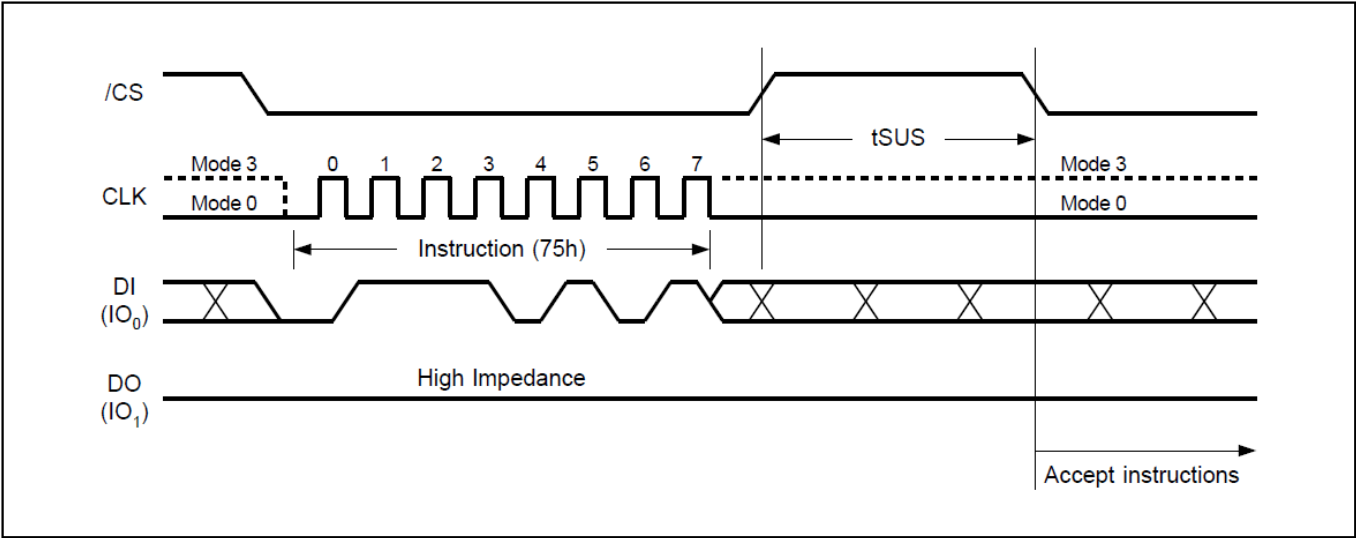 /CS
tSUS
Mode 3 0 1 2 3 4 5 6 7 Mode 3
CLK
Mode 0 Mode 0
Instruction (75h)
DI
(IO₀)
High Impedance
DO
(IO₁)
Accept instructions